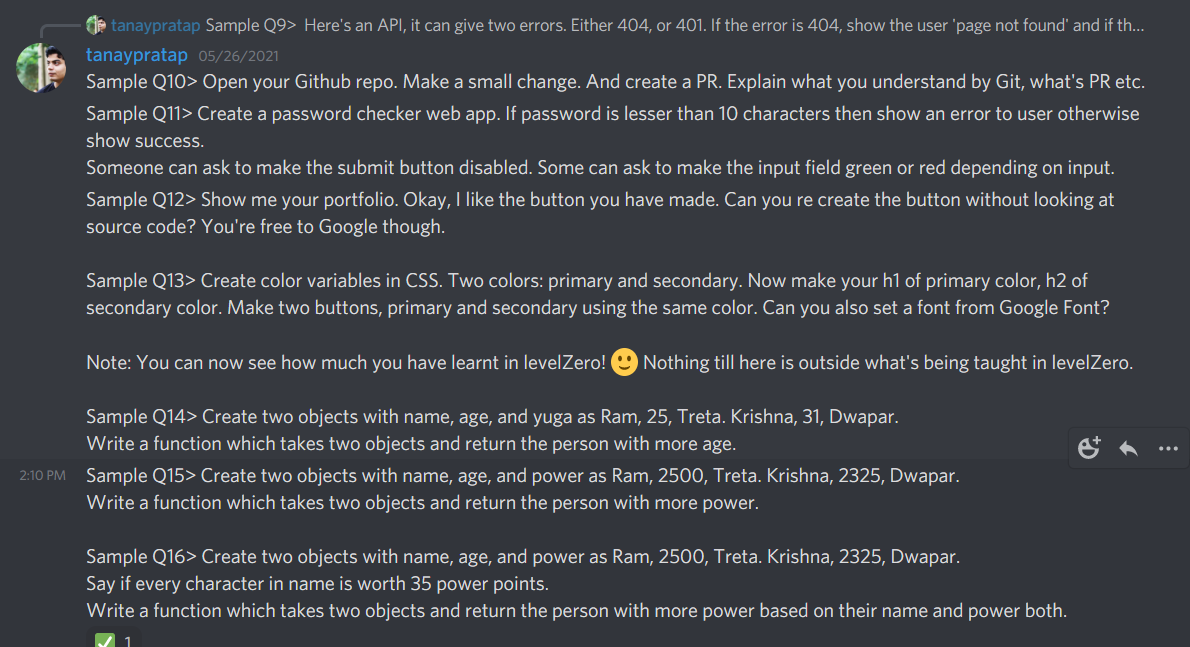 tanaypratap Sample Q9> Here's an API, it can give two errors. Either 404, or 401. If the error is 404, show the user 'page not found' and if th...
tanaypratap 05/26/2021
Sample Q10> Open your Github repo. Make a small change. And create a PR. Explain what you understand by Git, what's PR etc.
Sample Q11> Create a password checker web app. If password is lesser than 10 characters then show an error to user otherwise
show success.
Someone can ask to make the submit button disabled. Some can ask to make the input field green or red depending on input.
Sample Q12> Show me your portfolio. Okay, I like the button you have made. Can you re create the button without looking at
source code? You're free to Google though.
Sample Q13> Create color variables in CSS. Two colors: primary and secondary. Now make your h1 of primary color, h2 of
secondary color. Make two buttons, primary and secondary using the same color. Can you also set a font from Google Font?
Note: You can now see how much you have learnt in levelZero! 🙂 Nothing till here is outside what's being taught in levelZero.
Sample Q14> Create two objects with name, age, and yuga as Ram, 25, Treta. Krishna, 31, Dwapar.
Write a function which takes two objects and return the person with more age.
2:10 PM Sample Q15> Create two objects with name, age, and power as Ram, 2500, Treta. Krishna, 2325, Dwapar.
Write a function which takes two objects and return the person with more power.
Sample Q16> Create two objects with name, age, and power as Ram, 2500, Treta. Krishna, 2325, Dwapar.
Say if every character in name is worth 35 power points.
Write a function which takes two objects and return the person with more power based on their name and power both.
✅ 1